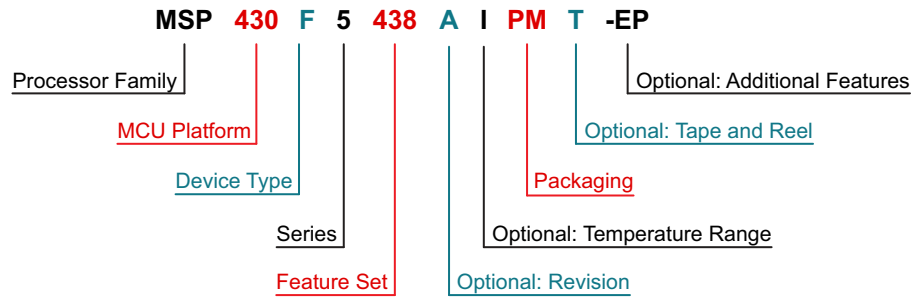 MSP 430 F 5 438 A I PM T -EP
Processor Family
Optional: Additional Features
MCU Platform
Optional: Tape and Reel
Device Type
Packaging
Series
Optional: Temperature Range
Feature Set
Optional: Revision